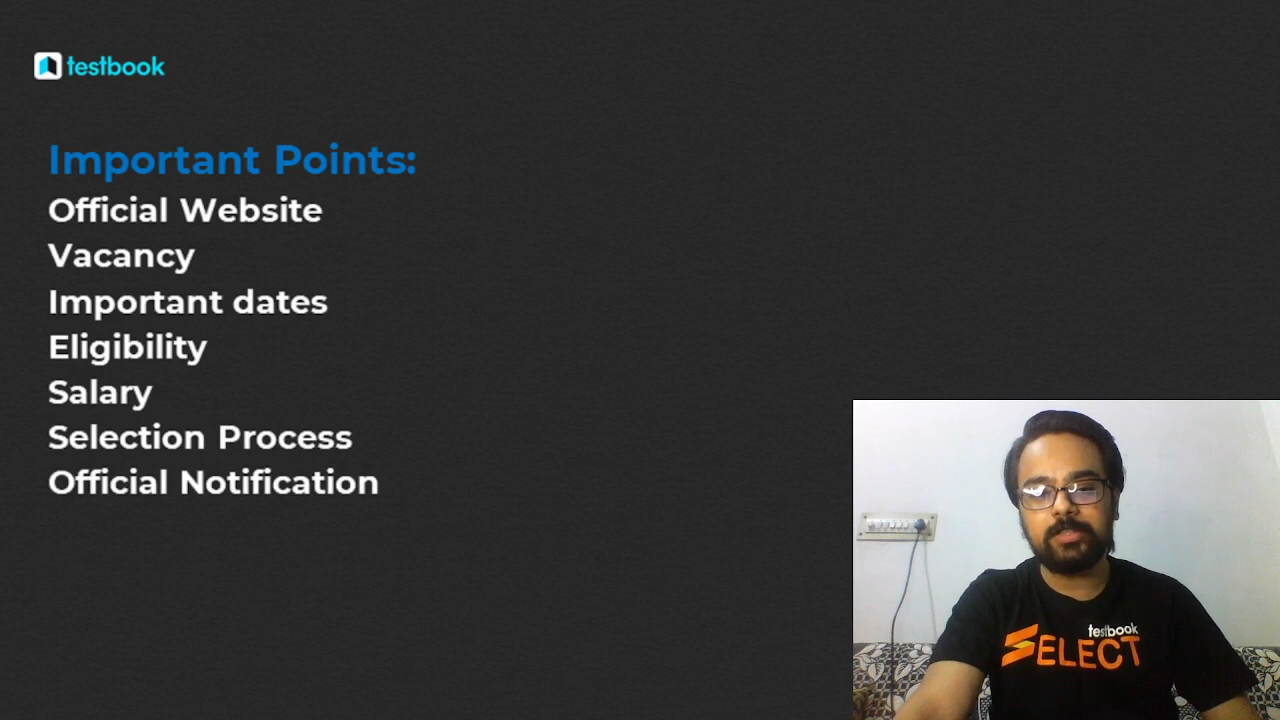 testbook
Important Points:
Official Website
Vacancy
Important dates
Eligibility
Salary
Selection Process
Official Notification
testbook
SELECT